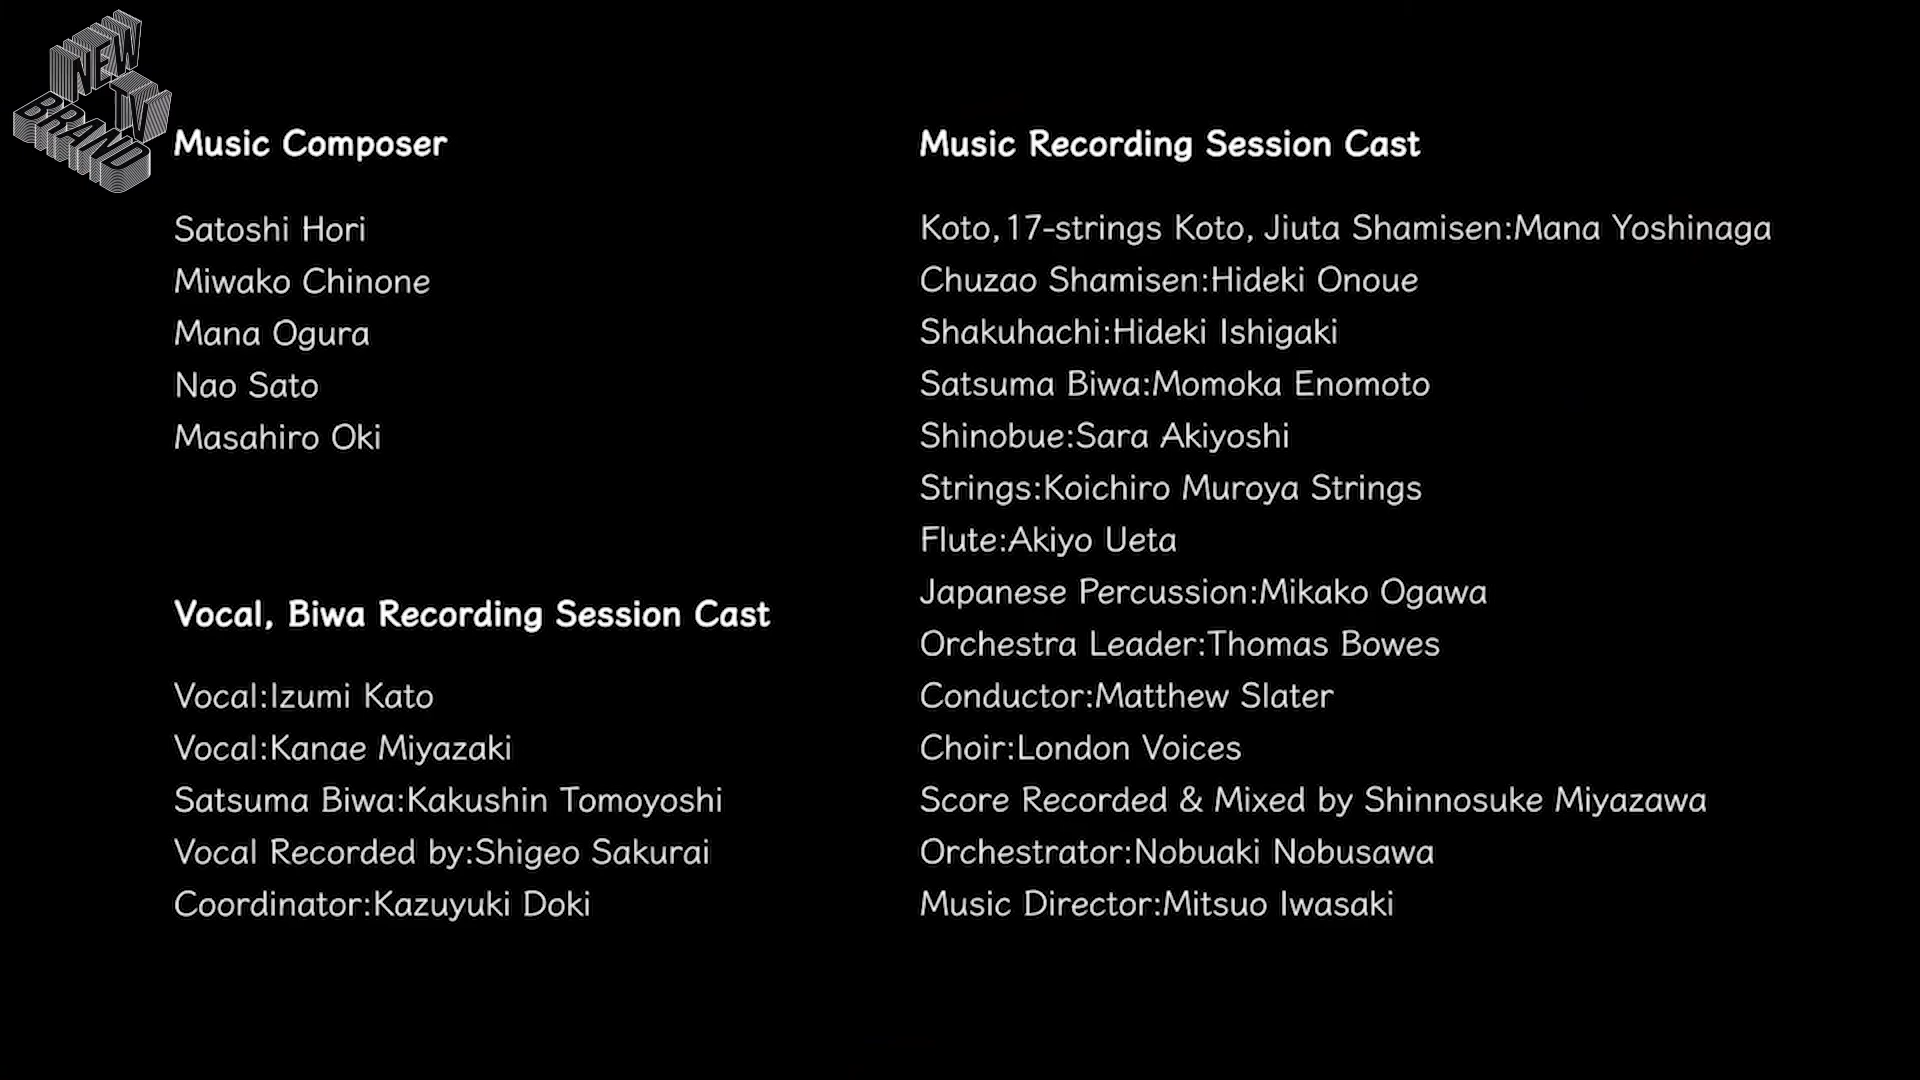 NEW
TV
BRAND
Music Composer
Satoshi Hori
Miwako Chinone
Mana Ogura
Nao Sato
Masahiro Oki
Vocal, Biwa Recording Session Cast
Vocal:Izumi Kato
Vocal:Kanae Miyazaki
Satsuma Biwa:Kakushin Tomoyoshi
Vocal Recorded by:Shigeo Sakurai
Coordinator:Kazuyuki Doki
Music Recording Session Cast
Koto,17-strings Koto, Jiuta Shamisen:Mana Yoshinaga
Chuzao Shamisen:Hideki Onoue
Shakuhachi:Hideki Ishigaki
Satsuma Biwa:Momoka Enomoto
Shinobue:Sara Akiyoshi
Strings:Koichiro Muroya Strings
Flute:Akiyo Ueta
Japanese Percussion:Mikako Ogawa
Orchestra Leader:Thomas Bowes
Conductor:Matthew Slater
Choir:London Voices
Score Recorded & Mixed by Shinnosuke Miyazawa
Orchestrator:Nobuaki Nobusawa
Music Director:Mitsuo Iwasaki